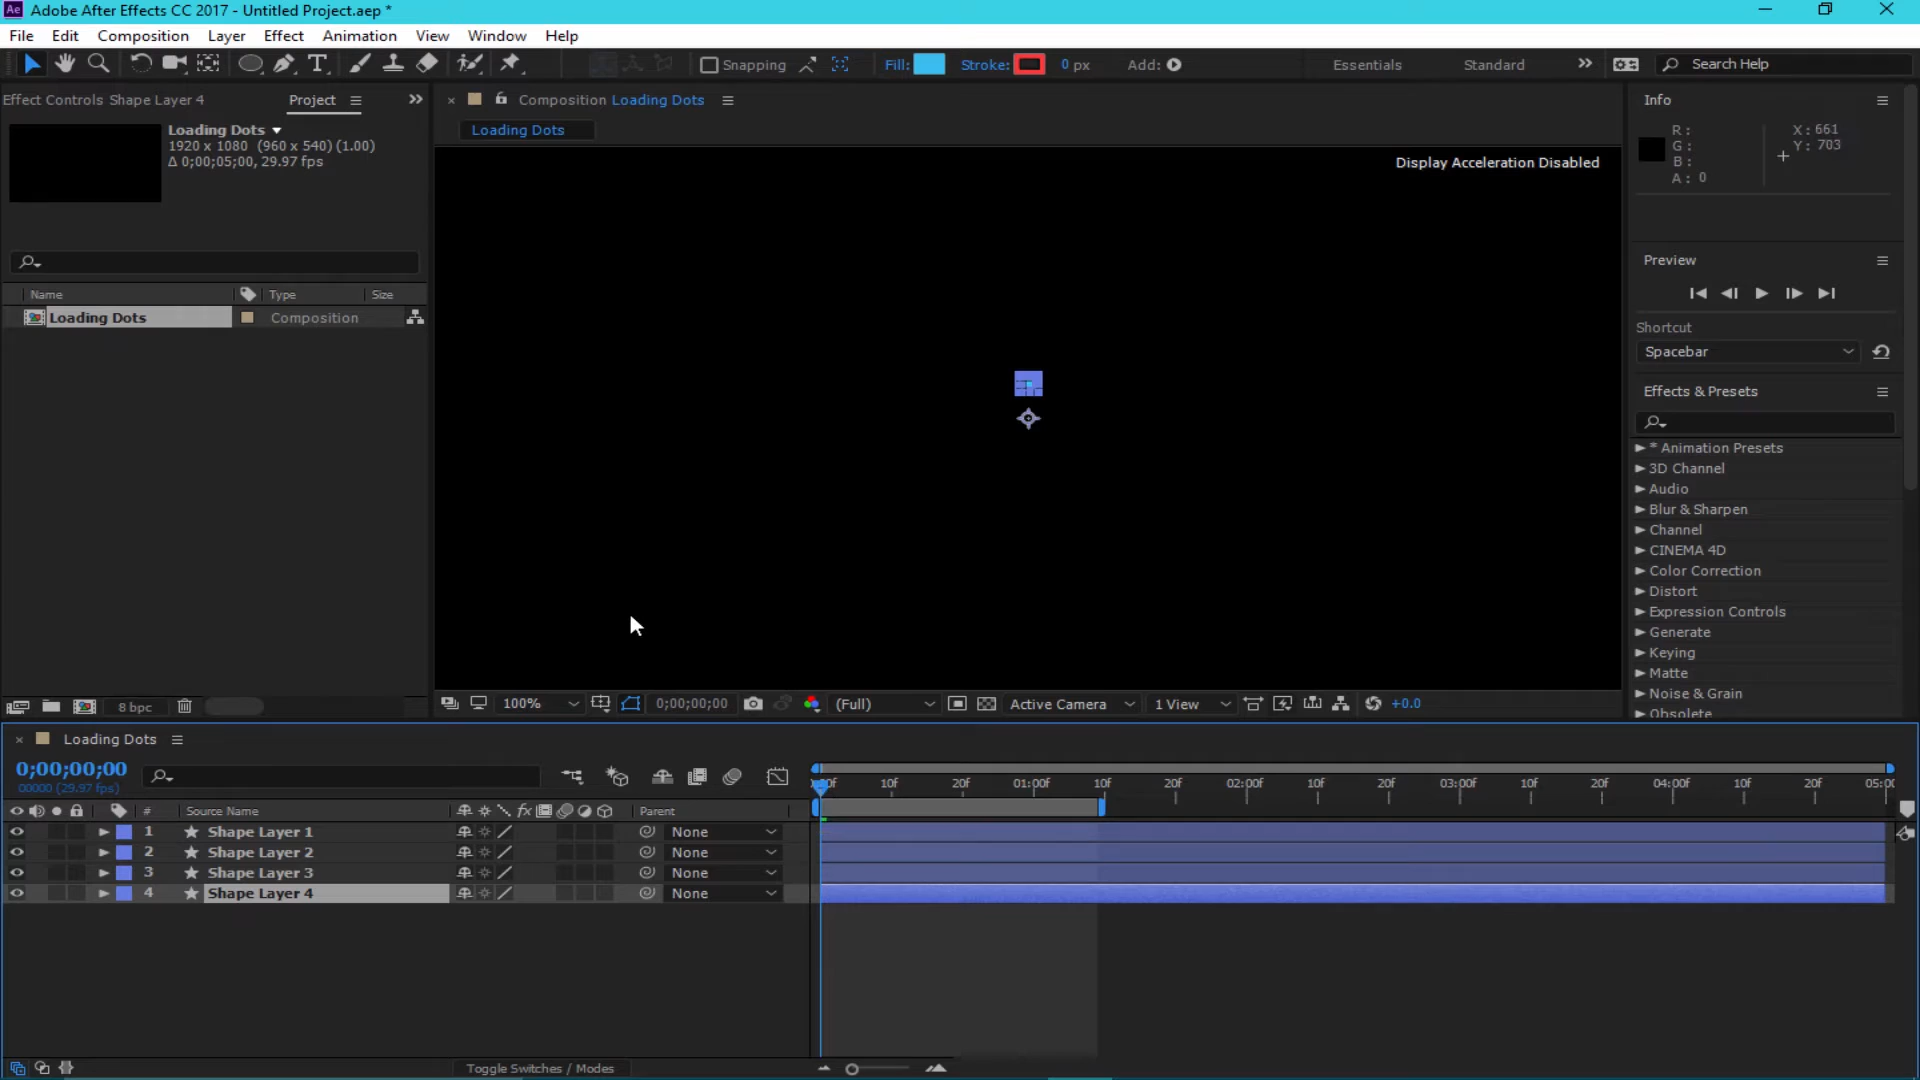 Ae Adobe After Effects CC 2017 - Untitled Project.aep *
File Edit Composition Layer Effect Animation View Window Help
Snapping Fill: Stroke: 0 px Add: Essentials Standard Search Help
Effect Controls Shape Layer 4 Project
Loading Dots
1920 x 1080 (960 x 540) (1.00)
Δ 0;00;05;00, 29.97 fps
Name Type Size
Loading Dots Composition
8 bpc
Composition Loading Dots
Loading Dots
Display Acceleration Disabled
100% 0;00;00;00 (Full) Active Camera 1 View +0.0
Info
R: X: 661
G: Y: 703
B:
A: 0
Preview
Shortcut
Spacebar
Effects & Presets
* Animation Presets
3D Channel
Audio
Blur & Sharpen
Channel
CINEMA 4D
Color Correction
Distort
Expression Controls
Generate
Keying
Matte
Noise & Grain
Obsolete
Loading Dots
0;00;00;00
00000 (29.97 fps)
10f 20f 01:00f 10f 20f 02:00f 10f 20f 03:00f 10f 20f 04:00f 10f 20f 05:00
# Source Name fx Parent
1 Shape Layer 1 None
2 Shape Layer 2 None
3 Shape Layer 3 None
4 Shape Layer 4 None
Toggle Switches / Modes